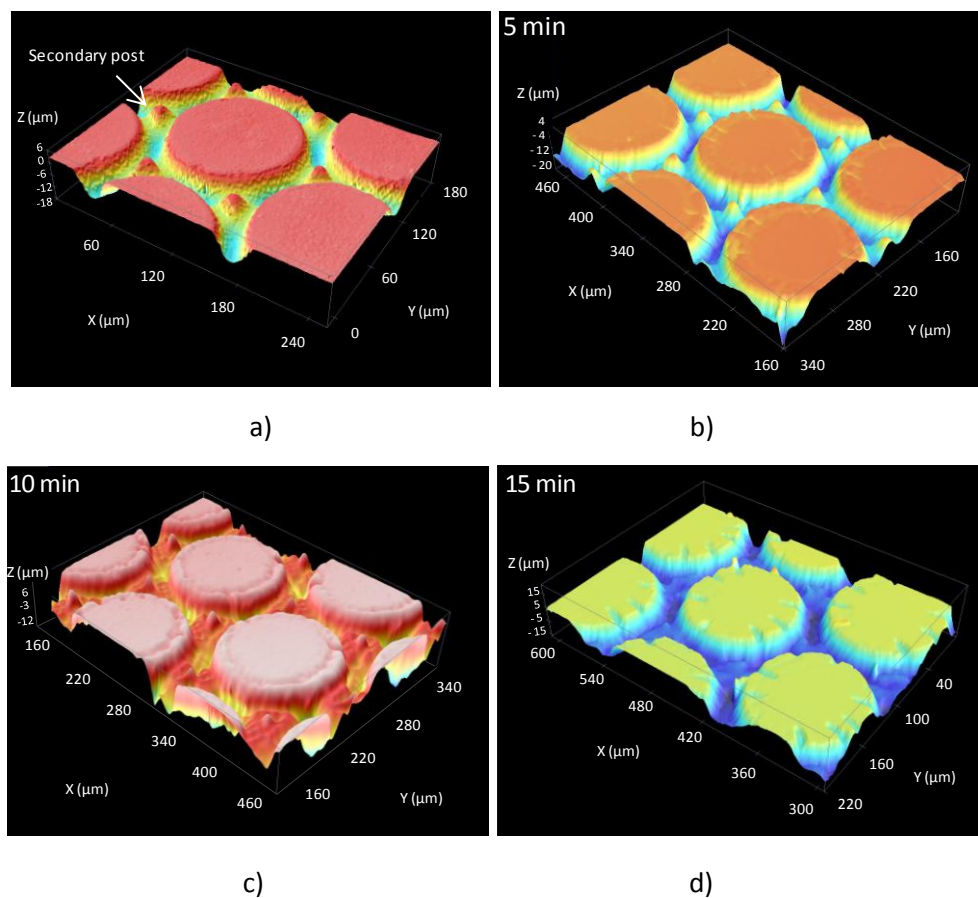 Secondary post
Z (µm)
6
0
-6
-12
-18
60
120
180
240
X (µm)
0
60
120
180
Y (µm)
a)
5 min
Z (µm)
4
-4
-12
-20
460
400
340
280
220
160
X (µm)
340
280
220
160
Y (µm)
b)
10 min
Z (µm)
6
-3
-12
160
220
280
340
400
460
X (µm)
160
220
280
340
Y (µm)
c)
15 min
Z (µm)
15
5
-5
-15
600
540
480
420
360
300
X (µm)
220
160
100
40
Y (µm)
d)